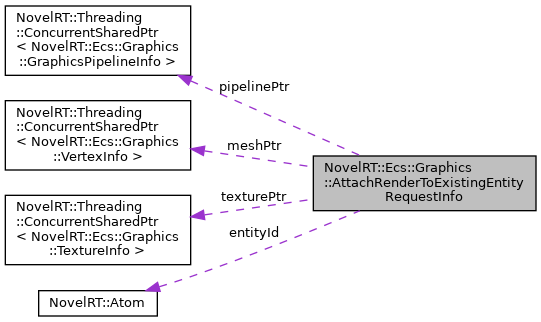 NovelRT::Threading
::ConcurrentSharedPtr
< NovelRT::Ecs::Graphics
::GraphicsPipelineInfo >
pipelinePtr
NovelRT::Threading
::ConcurrentSharedPtr
< NovelRT::Ecs::Graphics
::VertexInfo >
meshPtr
NovelRT::Ecs::Graphics
::AttachRenderToExistingEntity
RequestInfo
NovelRT::Threading
::ConcurrentSharedPtr
< NovelRT::Ecs::Graphics
::TextureInfo >
texturePtr
entityId
NovelRT::Atom